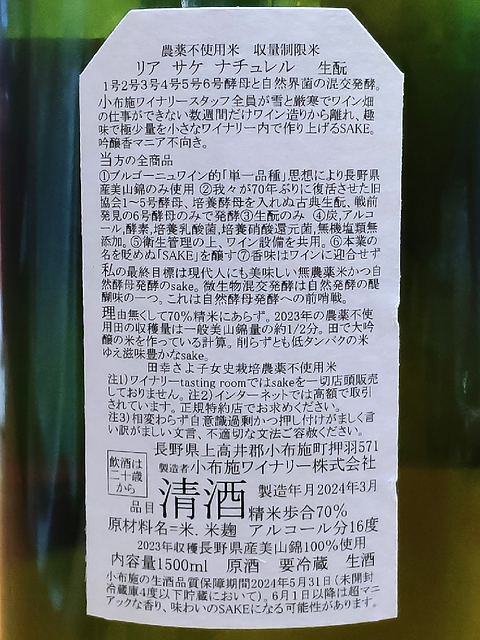 農薬不使用米　収量制限米
リア　サケ　ナチュレル　生酛
1号2号3号4号5号6号酵母と自然界菌の混交発酵。
小布施ワイナリースタッフ全員が雪と厳寒でワイン畑
の仕事ができない数週間だけワイン造りから離れ、趣
味で極少量を小さなワイナリー内で作り上げるSAKE。
吟醸香マニア不向き。
当方の全商品
①ブルゴーニュワイン的「単一品種」思想により長野県
産美山錦のみ使用 ②我々が70年ぶりに復活させた旧
協会1～5号酵母、培養酵母を入れぬ古典生酛、戦前
発見の6号酵母のみで発酵③生酛のみ　④炭,アルコ
ール,酵素,培養乳酸菌,培養硝酸還元菌,無機塩類無
添加。⑤衛生管理の上、ワイン設備を共用。⑥本業の
名を貶めぬ「SAKE」を醸す⑦香味はワインに迎合せず
私の最終目標は現代人にも美味しい無農薬米かつ自
然酵母発酵のsake。微生物混交発酵は自然発酵の醍
醐味の一つ。これは自然酵母発酵への前哨戦。
理由無くして70%精米にあらず。2023年の農薬不使
用田の収穫量は一般美山錦量の約1/2分。田で大吟
醸の米を作っている計算。削らずとも低タンパクの米
ゆえ滋味豊かなsake。
田幸さよ子女史栽培農薬不使用米
注1)ワイナリーtasting roomではsakeを一切店頭販売
しておりません。注2)インターネットでは高額で取引
されています。正規特約店でお求めください。
注3)相変わらず自意識過剰かつ押し付けがましく言
い訳がましい文言、不適切な文法ご容赦ください。
長野県上高井郡小布施町押羽571
製造者小布施ワイナリー株式会社
飲酒は
二十歳
から
品目 清酒 製造年月2024年3月
精米歩合70%
原材料名=米. 米麹　アルコール分16度
2023年収穫長野県産美山錦100%使用
内容量1500ml　原酒　要冷蔵　生酒
小布施の生酒品質保障期間2024年5月31日(未開封
冷蔵庫4度以下貯蔵において)。6月1日以降は超マニ
アックな香り、味わいのSAKEになる可能性があります。